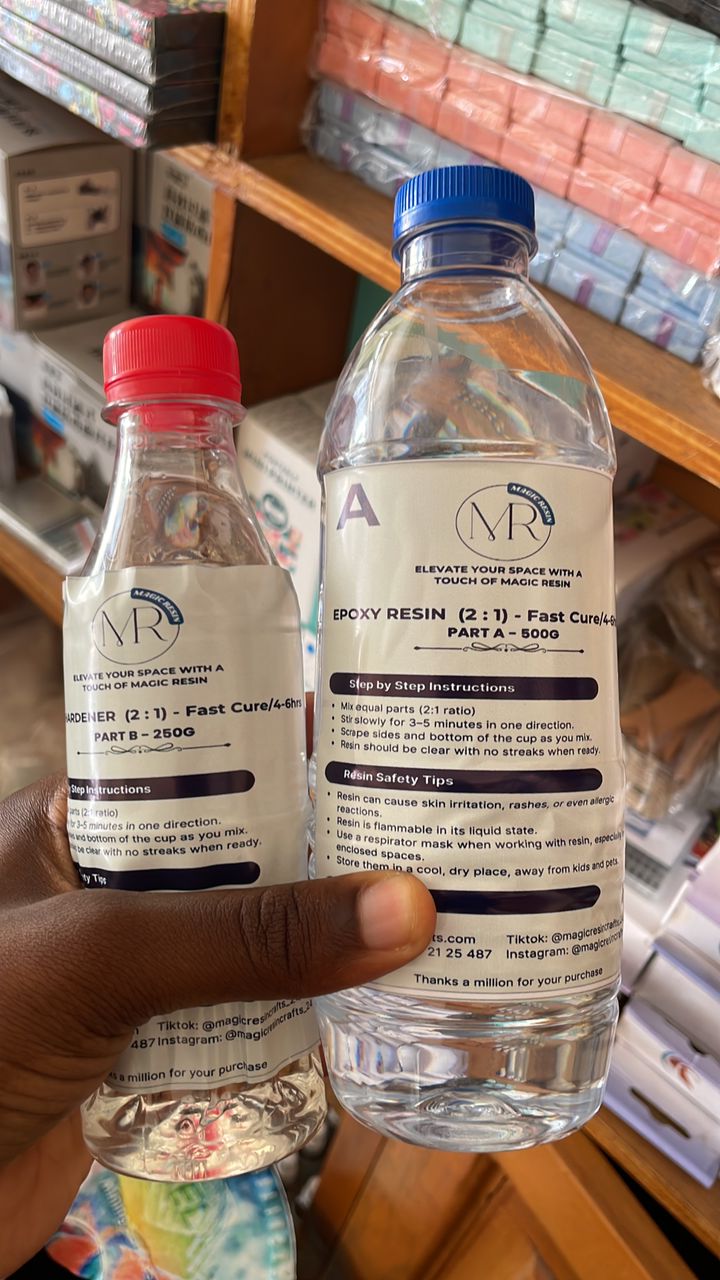 MAGIC RESIN
MR
ELEVATE YOUR SPACE WITH A
TOUCH OF MAGIC RESIN
HARDENER (2 : 1) - Fast Cure/4-6hrs
PART B - 250G
Step Instructions
(2:1 ratio)
for 3-5 minutes in one direction.
and bottom of the cup as you mix.
be clear with no streaks when ready.
Tips
Tiktok: @magicresincrafts_2
487 Instagram: @magicresincrafts_2
a million for your purchase
A
MAGIC RESIN
MR
ELEVATE YOUR SPACE WITH A
TOUCH OF MAGIC RESIN
EPOXY RESIN (2 : 1) - Fast Cure/4-6
PART A - 500G
Step by Step Instructions
• Mix equal parts (2:1 ratio)
• Stir slowly for 3-5 minutes in one direction.
• Scrape sides and bottom of the cup as you mix.
• Resin should be clear with no streaks when ready.
Resin Safety Tips
• Resin can cause skin irritation, rashes, or even allergic
reactions.
• Resin is flammable in its liquid state.
• Use a respirator mask when working with resin, especially
enclosed spaces.
• Store them in a cool, dry place, away from kids and pets.
ts.com Tiktok: @magicresincrafts_
21 25 487 Instagram: @magicresincraf
Thanks a million for your purchase